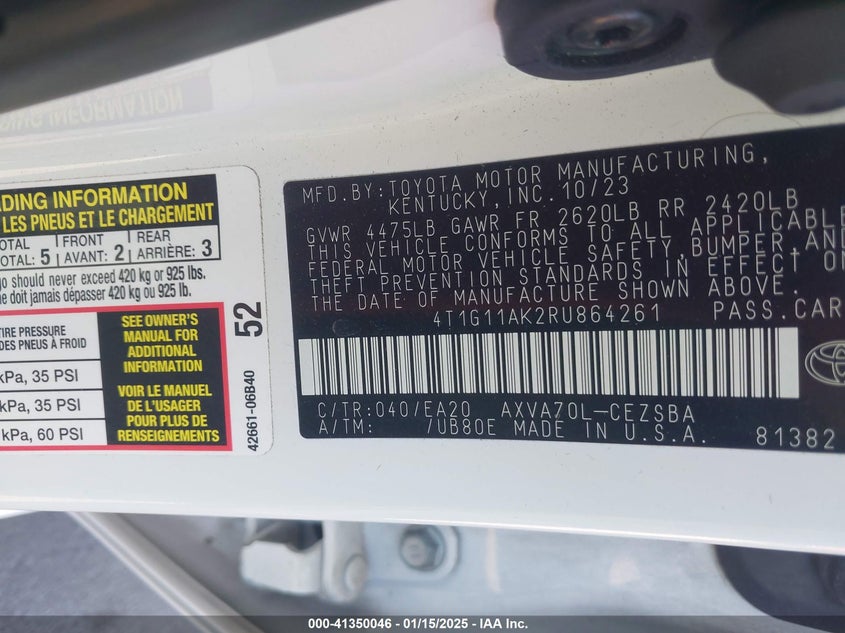 RING INFORMATION
DING INFORMATION
LES PNEUS ET LE CHARGEMENT
TOTAL FRONT REAR
TOTAL: 5 AVANT: 2 ARRIÈRE: 3
go should never exceed 420 kg or 925 lbs.
ne doit jamais dépasser 420 kg ou 925 lb.
TIRE PRESSURE
DES PNEUS À FROID
kPa, 35 PSI
kPa, 35 PSI
kPa, 60 PSI
SEE OWNER'S
MANUAL FOR
ADDITIONAL
INFORMATION
VOIR LE MANUEL
DE L'USAGER
POUR PLUS DE
RENSEIGNEMENTS
52
42661-06B40
MFD.BY:TOYOTA MOTOR MANUFACTURING,
KENTUCKY, INC. 10/23
GVWR 4475LB GAWR FR 2620LB RR 2420LB
THIS VEHICLE CONFORMS TO ALL APPLICABLE
FEDERAL MOTOR VEHICLE SAFETY,BUMPER,AND
THEFT PREVENTION STANDARDS IN EFFECT ON
THE DATE OF MANUFACTURE SHOWN ABOVE.
4T1G11AK2RU864261 PASS.CAR
C/TR:040/EA20 AXVA70L-CEZSBA
A/TM: /UB80E MADE IN U.S.A. 81382
000-41350046 - 01/15/2025 - IAA Inc.